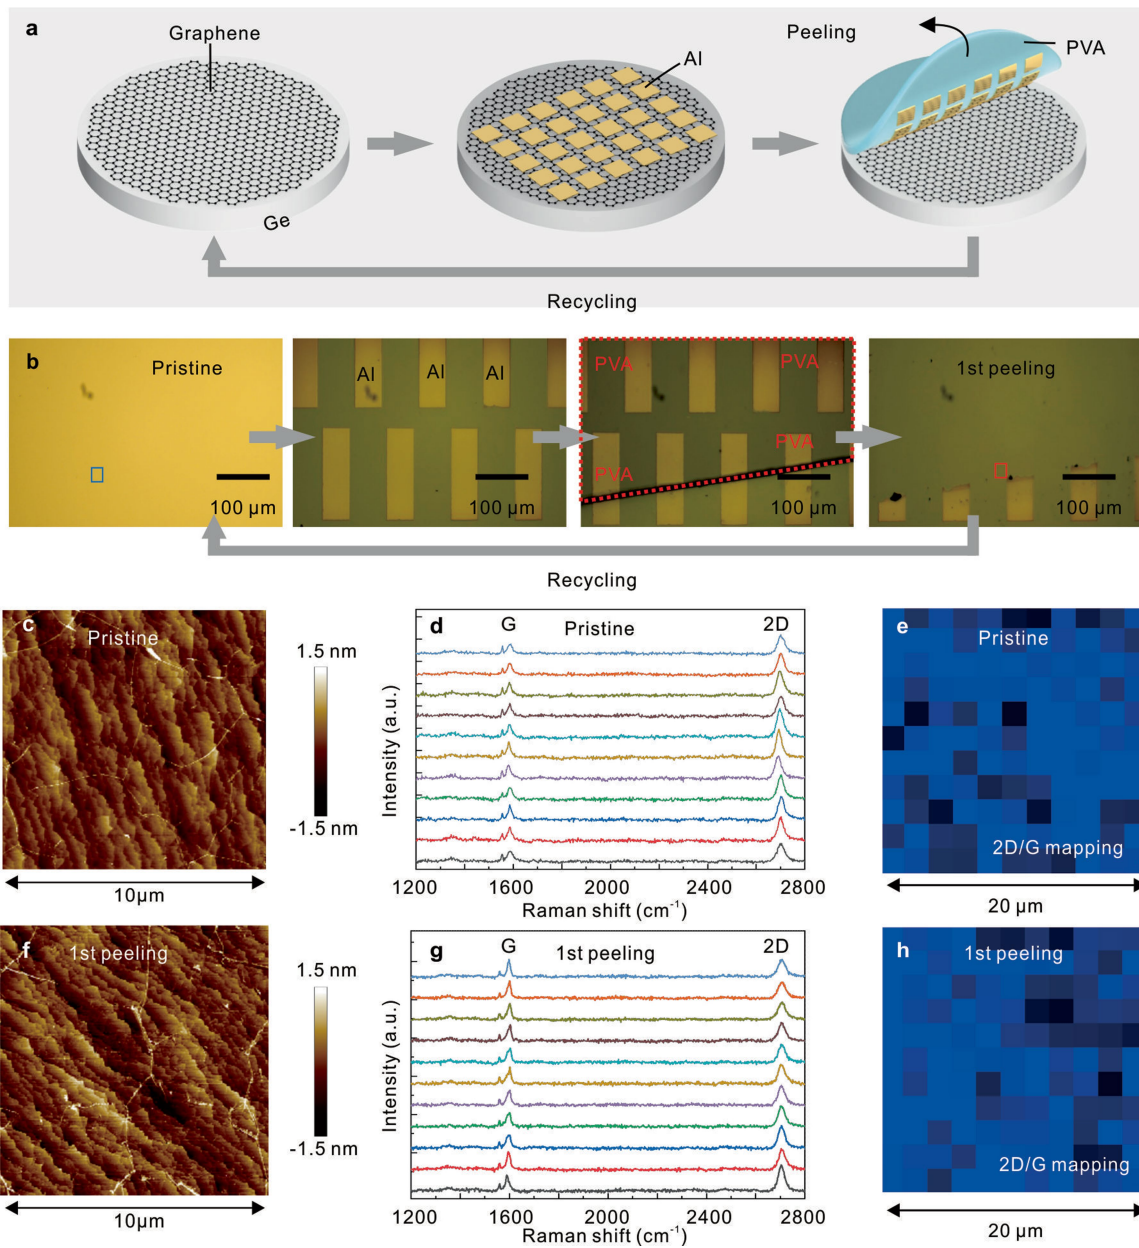 a
Graphene
Ge
Al
Peeling
PVA
Recycling
b
Pristine
100 µm
Al Al Al
100 µm
PVA PVA
PVA
PVA
100 µm
1st peeling
100 µm
Recycling
c
Pristine
1.5 nm
-1.5 nm
10µm
d
G
Pristine
2D
Intensity (a.u.)
1200 1600 2000 2400 2800
Raman shift (cm⁻¹)
e
Pristine
2D/G mapping
20 µm
f
1st peeling
1.5 nm
-1.5 nm
10µm
g
G
1st peeling
2D
Intensity (a.u.)
1200 1600 2000 2400 2800
Raman shift (cm⁻¹)
h
1st peeling
2D/G mapping
20 µm